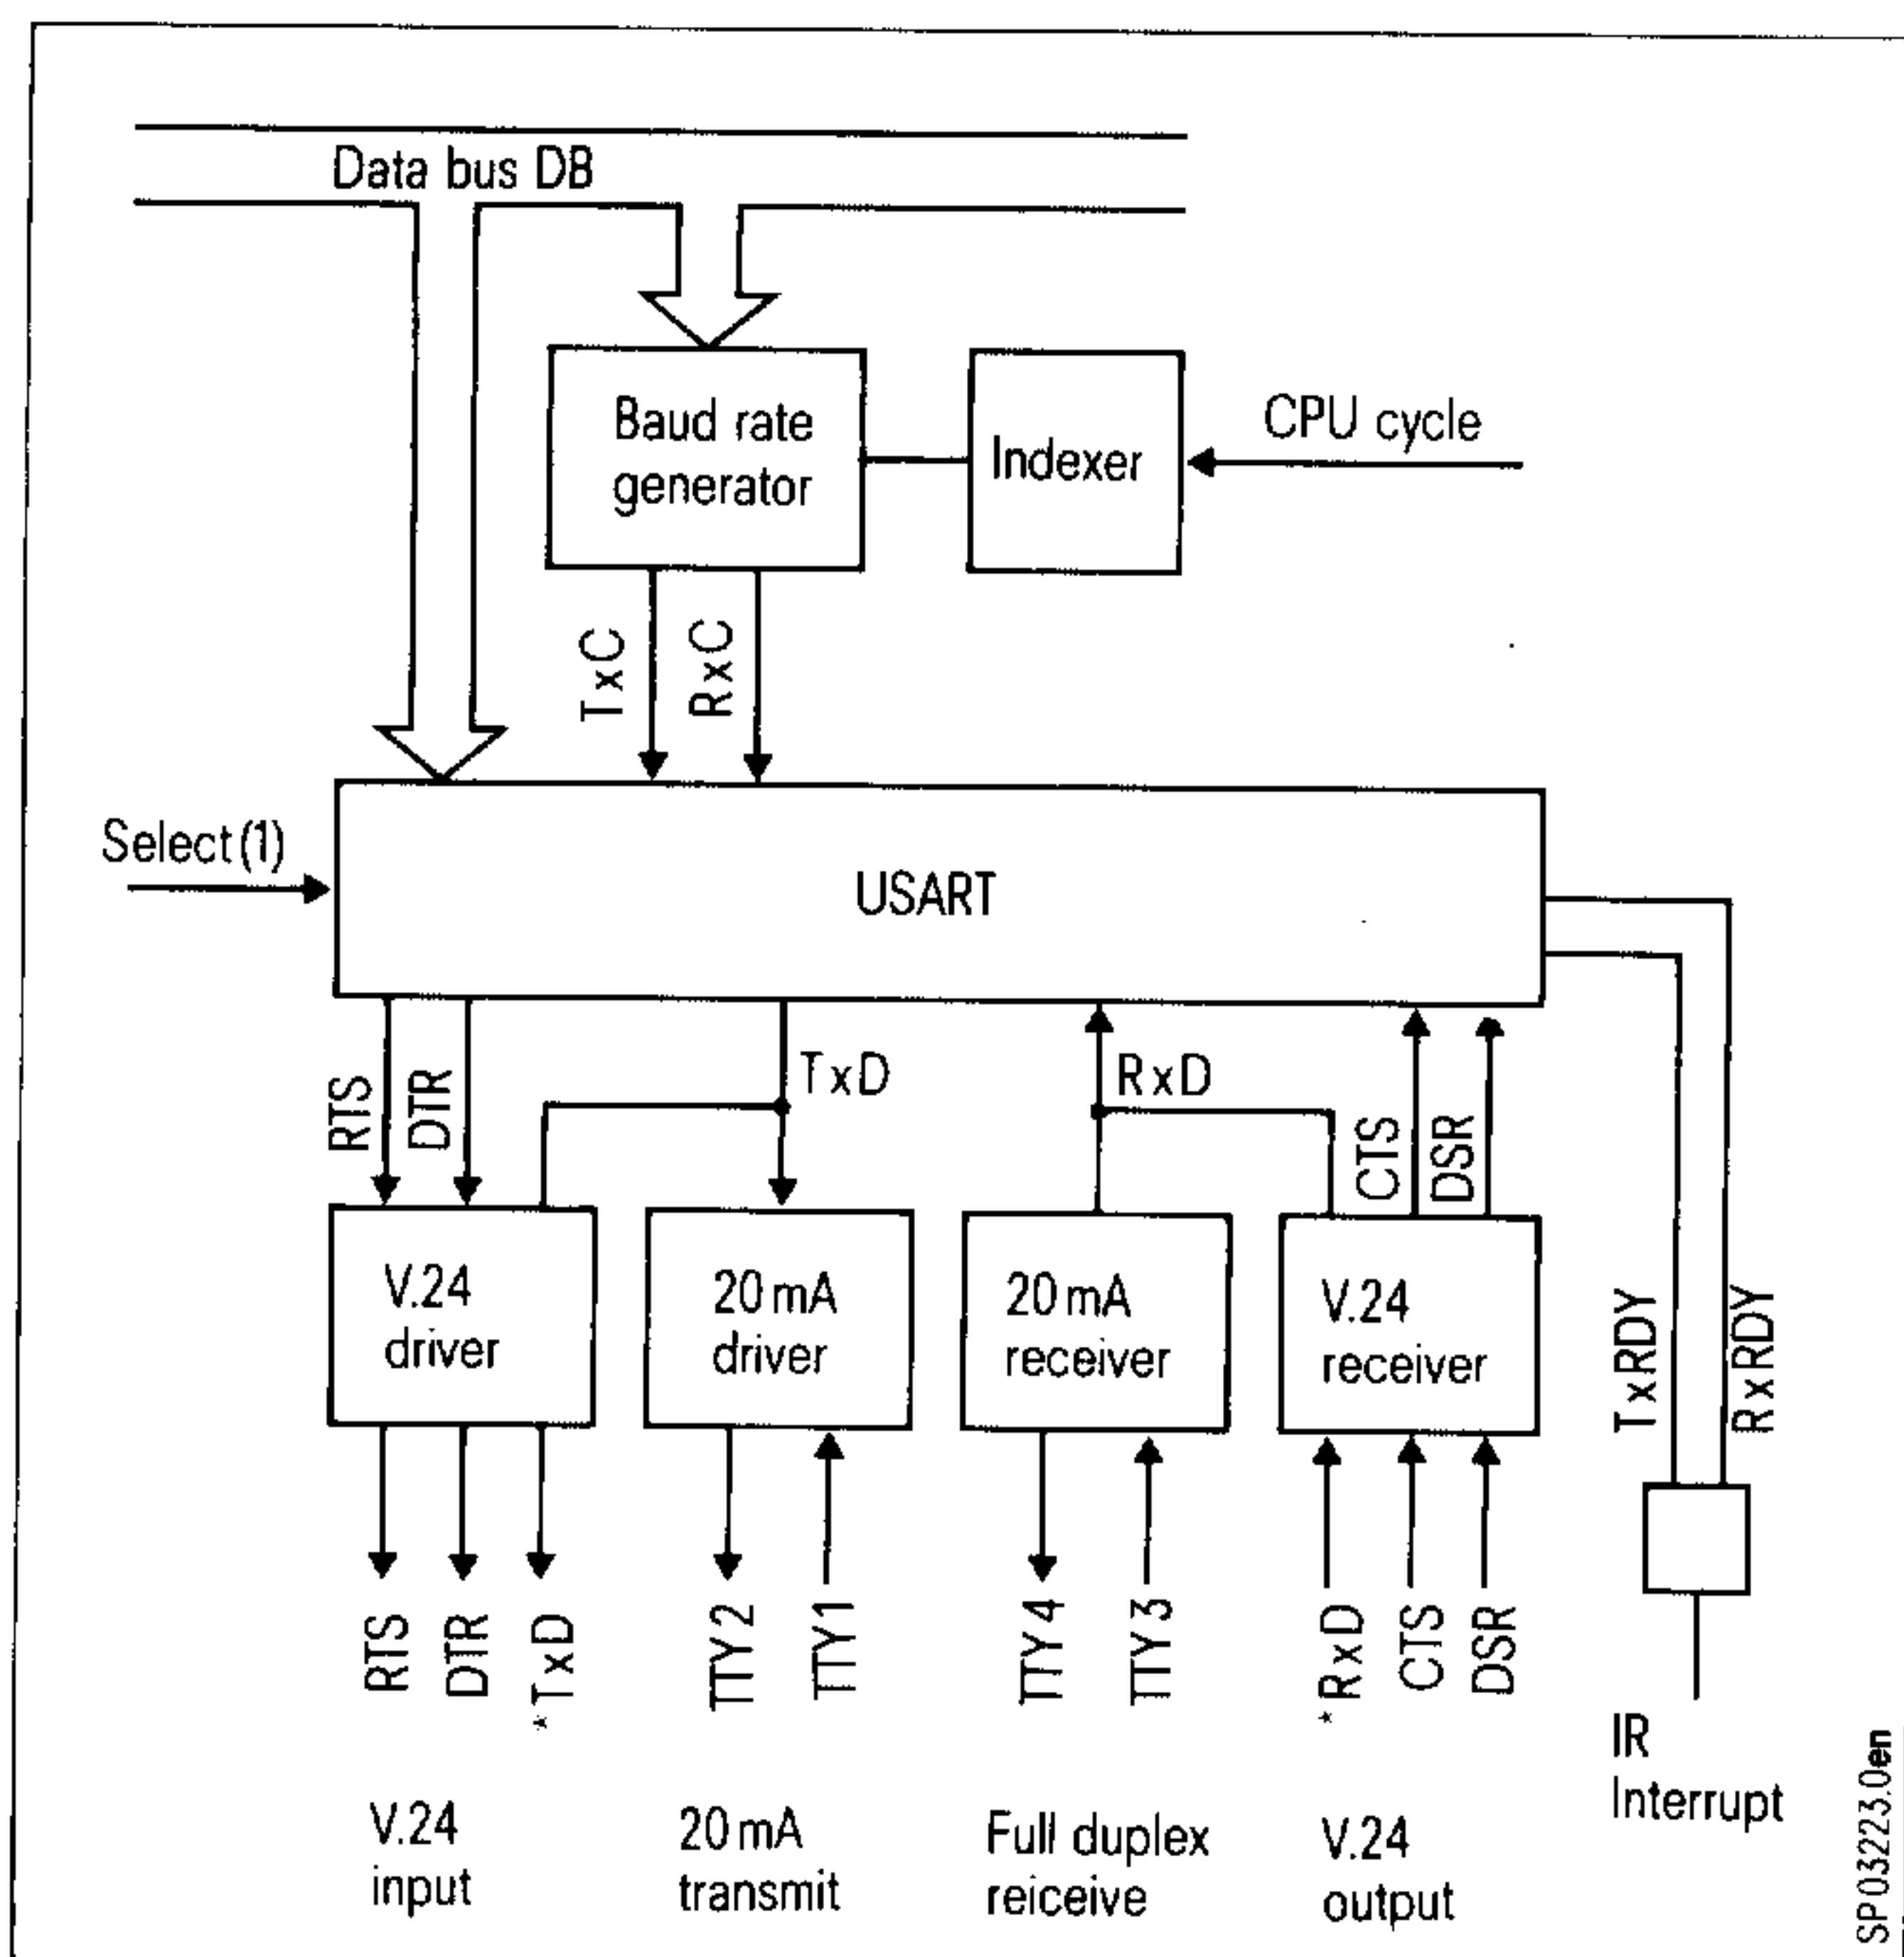 Data bus DB
Baud rate
generator
Indexer
CPU cycle
TxC
RxC
Select (1)
USART
RTS
DTR
TxD
RxD
CTS
DSR
V.24
driver
20 mA
driver
20 mA
receiver
V.24
receiver
TxRDY
RxRDY
RTS
DTR
*TxD
TTY2
TTY1
TTY4
TTY3
*RxD
CTS
DSR
IR
Interrupt
V.24
input
20 mA
transmit
Full duplex
reiceive
V.24
output
SP03223.0en